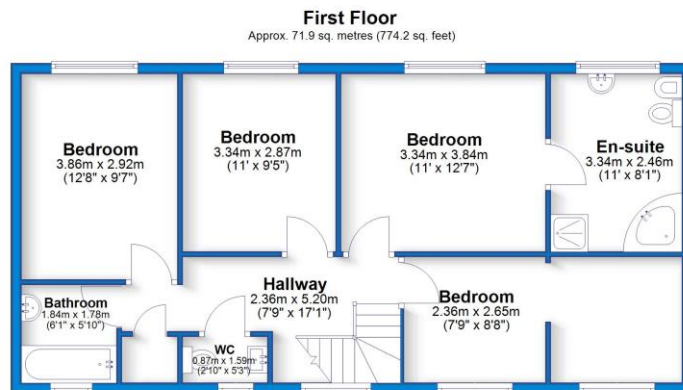 First Floor
Approx. 71.9 sq. metres (774.2 sq. feet)
Bedroom
3.86m x 2.92m
(12'8" x 9'7")
Bedroom
3.34m x 2.87m
(11' x 9'5")
Bedroom
3.34m x 3.84m
(11' x 12'7")
En-suite
3.34m x 2.46m
(11' x 8'1")
Bathroom
1.84m x 1.78m
(6'1" x 5'10")
WC
0.87m x 1.59m
(2'10" x 5'3")
Hallway
2.36m x 5.20m
(7'9" x 17'1")
Bedroom
2.36m x 2.65m
(7'9" x 8'8")